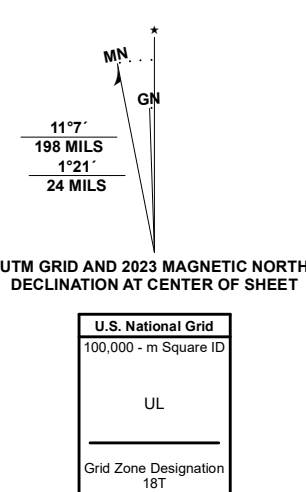 ★
MN
GN
11°7´
198 MILS
1°21´
24 MILS
UTM GRID AND 2023 MAGNETIC NORTH
DECLINATION AT CENTER OF SHEET
U.S. National Grid
100,000 - m Square ID
UL
Grid Zone Designation
18T